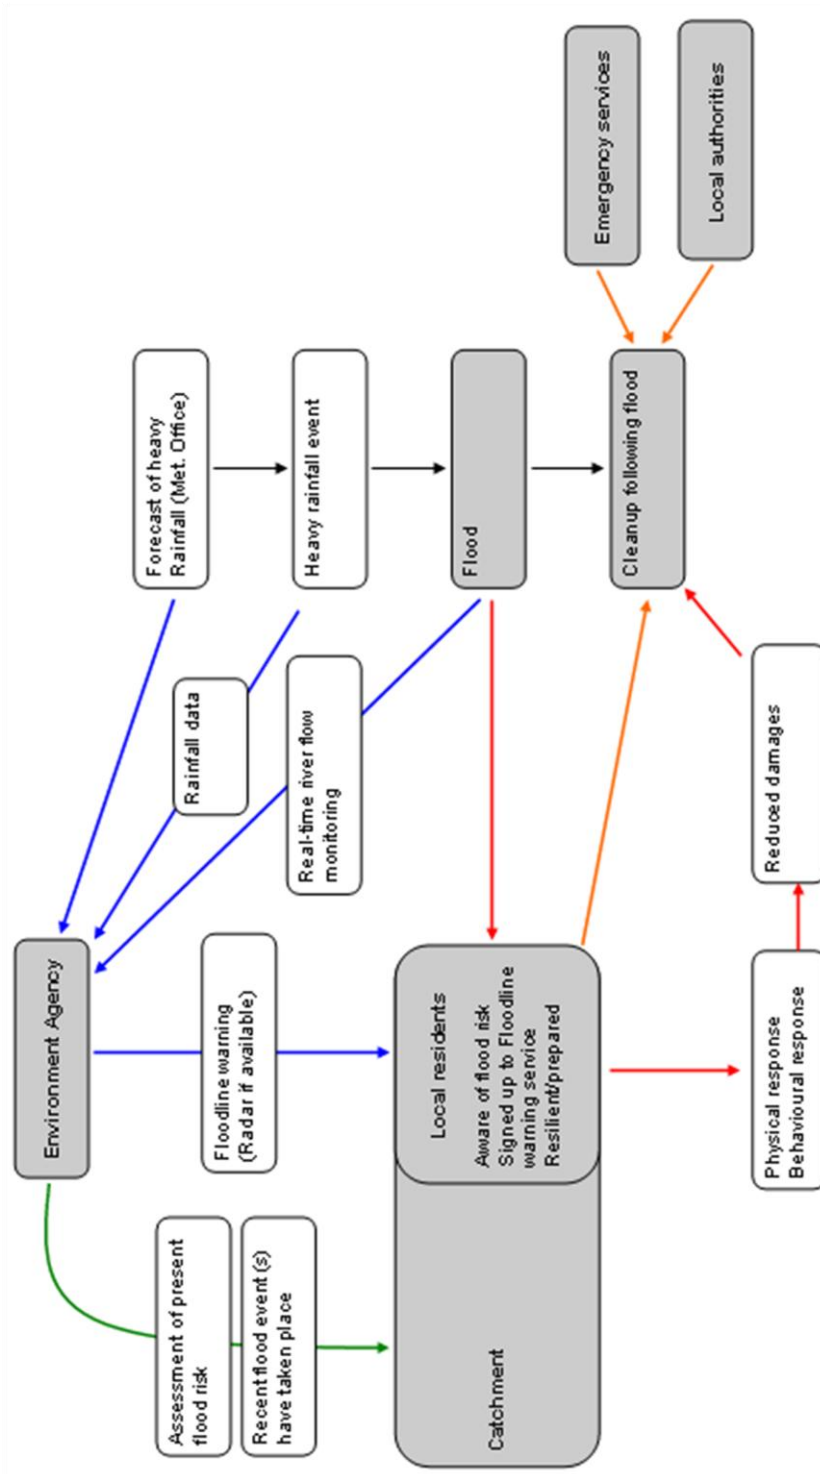 Environment Agency
Forecast of heavy
Rainfall (Met. Office)
Assessment of present
flood risk
Recent flood event(s)
have taken place
Floodline warning
(Radar if available)
Rainfall data
Real-time river flow
monitoring
Heavy rainfall event
Catchment
Local residents
Aware of flood risk
Signed up to Floodline
warning service
Resilient/prepared
Flood
Cleanup following flood
Emergency services
Local authorities
Physical response
Behavioural response
Reduced damages